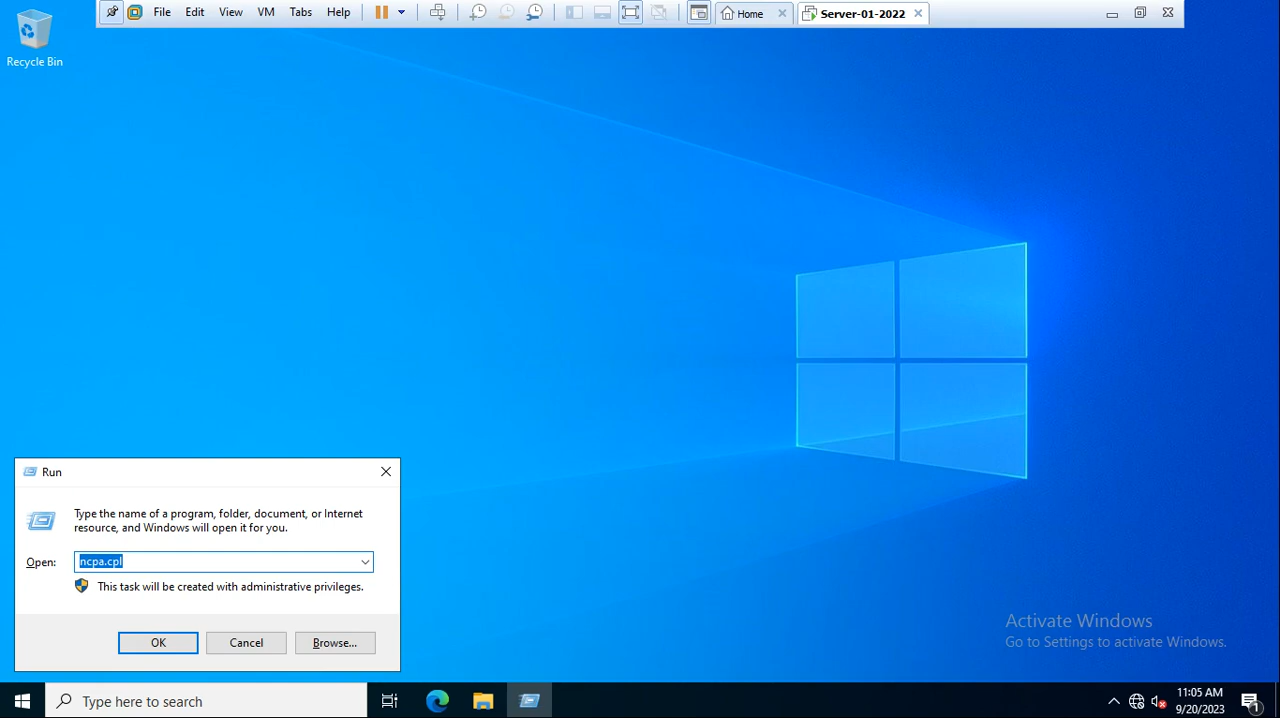 File Edit View VM Tabs Help Home Server-01-2022
Recycle Bin
Run
Type the name of a program, folder, document, or Internet
resource, and Windows will open it for you.
Open: ncpa.cpl
This task will be created with administrative privileges.
OK Cancel Browse...
Activate Windows
Go to Settings to activate Windows.
Type here to search
11:05 AM
9/20/2023
1